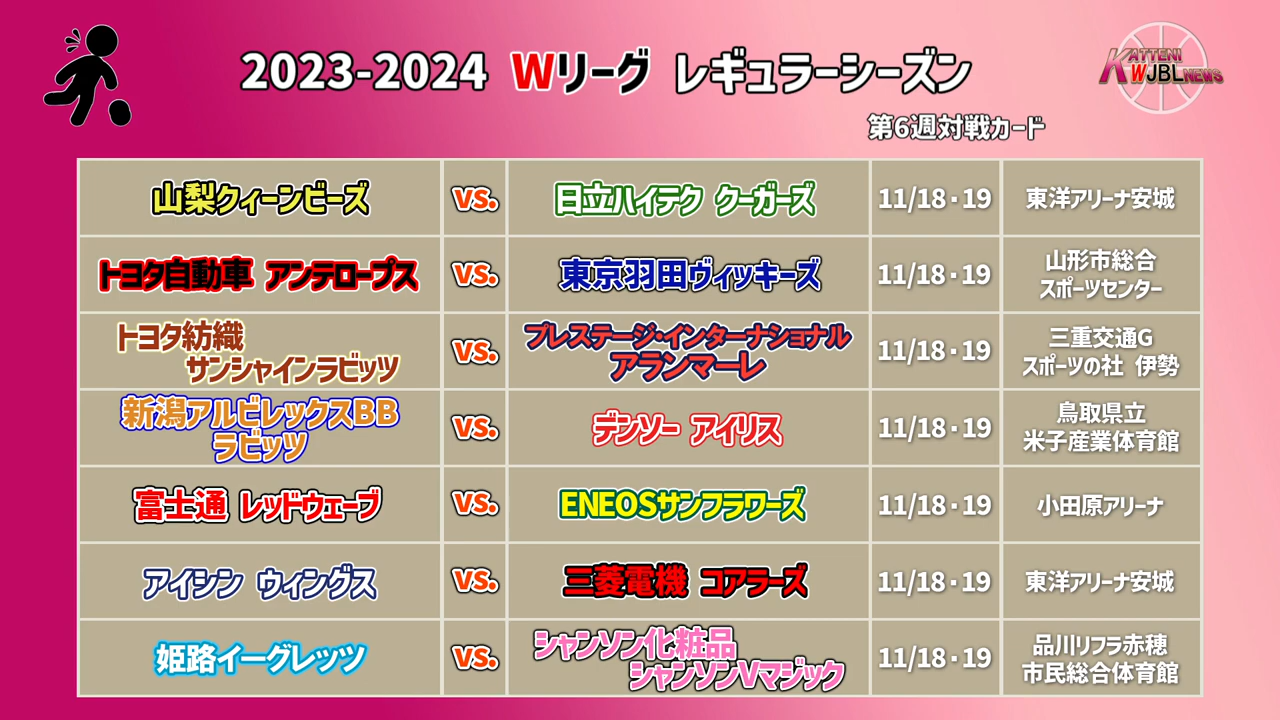 2023-2024 Wリーグ レギュラーシーズン
KATTENI
WJBLNEWS
第6週対戦カード
山梨クィーンビーズ vs. 日立ハイテク クーガーズ 11/18・19 東洋アリーナ安城
トヨタ自動車 アンテロープス vs. 東京羽田ヴィッキーズ 11/18・19 山形市総合
スポーツセンター
トヨタ紡織
サンシャインラビッツ vs. プレステージ・インターナショナル
アランマーレ 11/18・19 三重交通G
スポーツの杜 伊勢
新潟アルビレックスBB
ラビッツ vs. デンソー アイリス 11/18・19 鳥取県立
米子産業体育館
富士通 レッドウェーブ vs. ENEOSサンフラワーズ 11/18・19 小田原アリーナ
アイシン ウィングス vs. 三菱電機 コアラーズ 11/18・19 東洋アリーナ安城
姫路イーグレッツ vs. シャンソン化粧品
シャンソンVマジック 11/18・19 品川リフラ赤穂
市民総合体育館